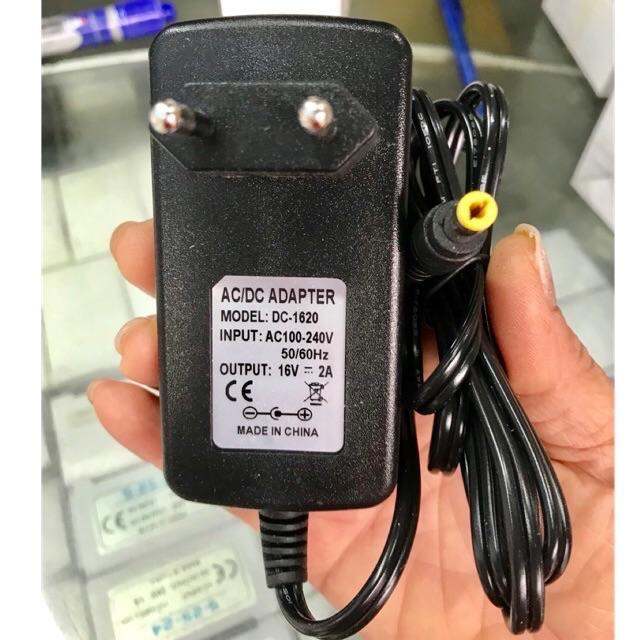 AC/DC ADAPTER
MODEL: DC-1620
INPUT: AC100-240V
50/60Hz
OUTPUT: 16V ⎓ 2A
CE
MADE IN CHINA